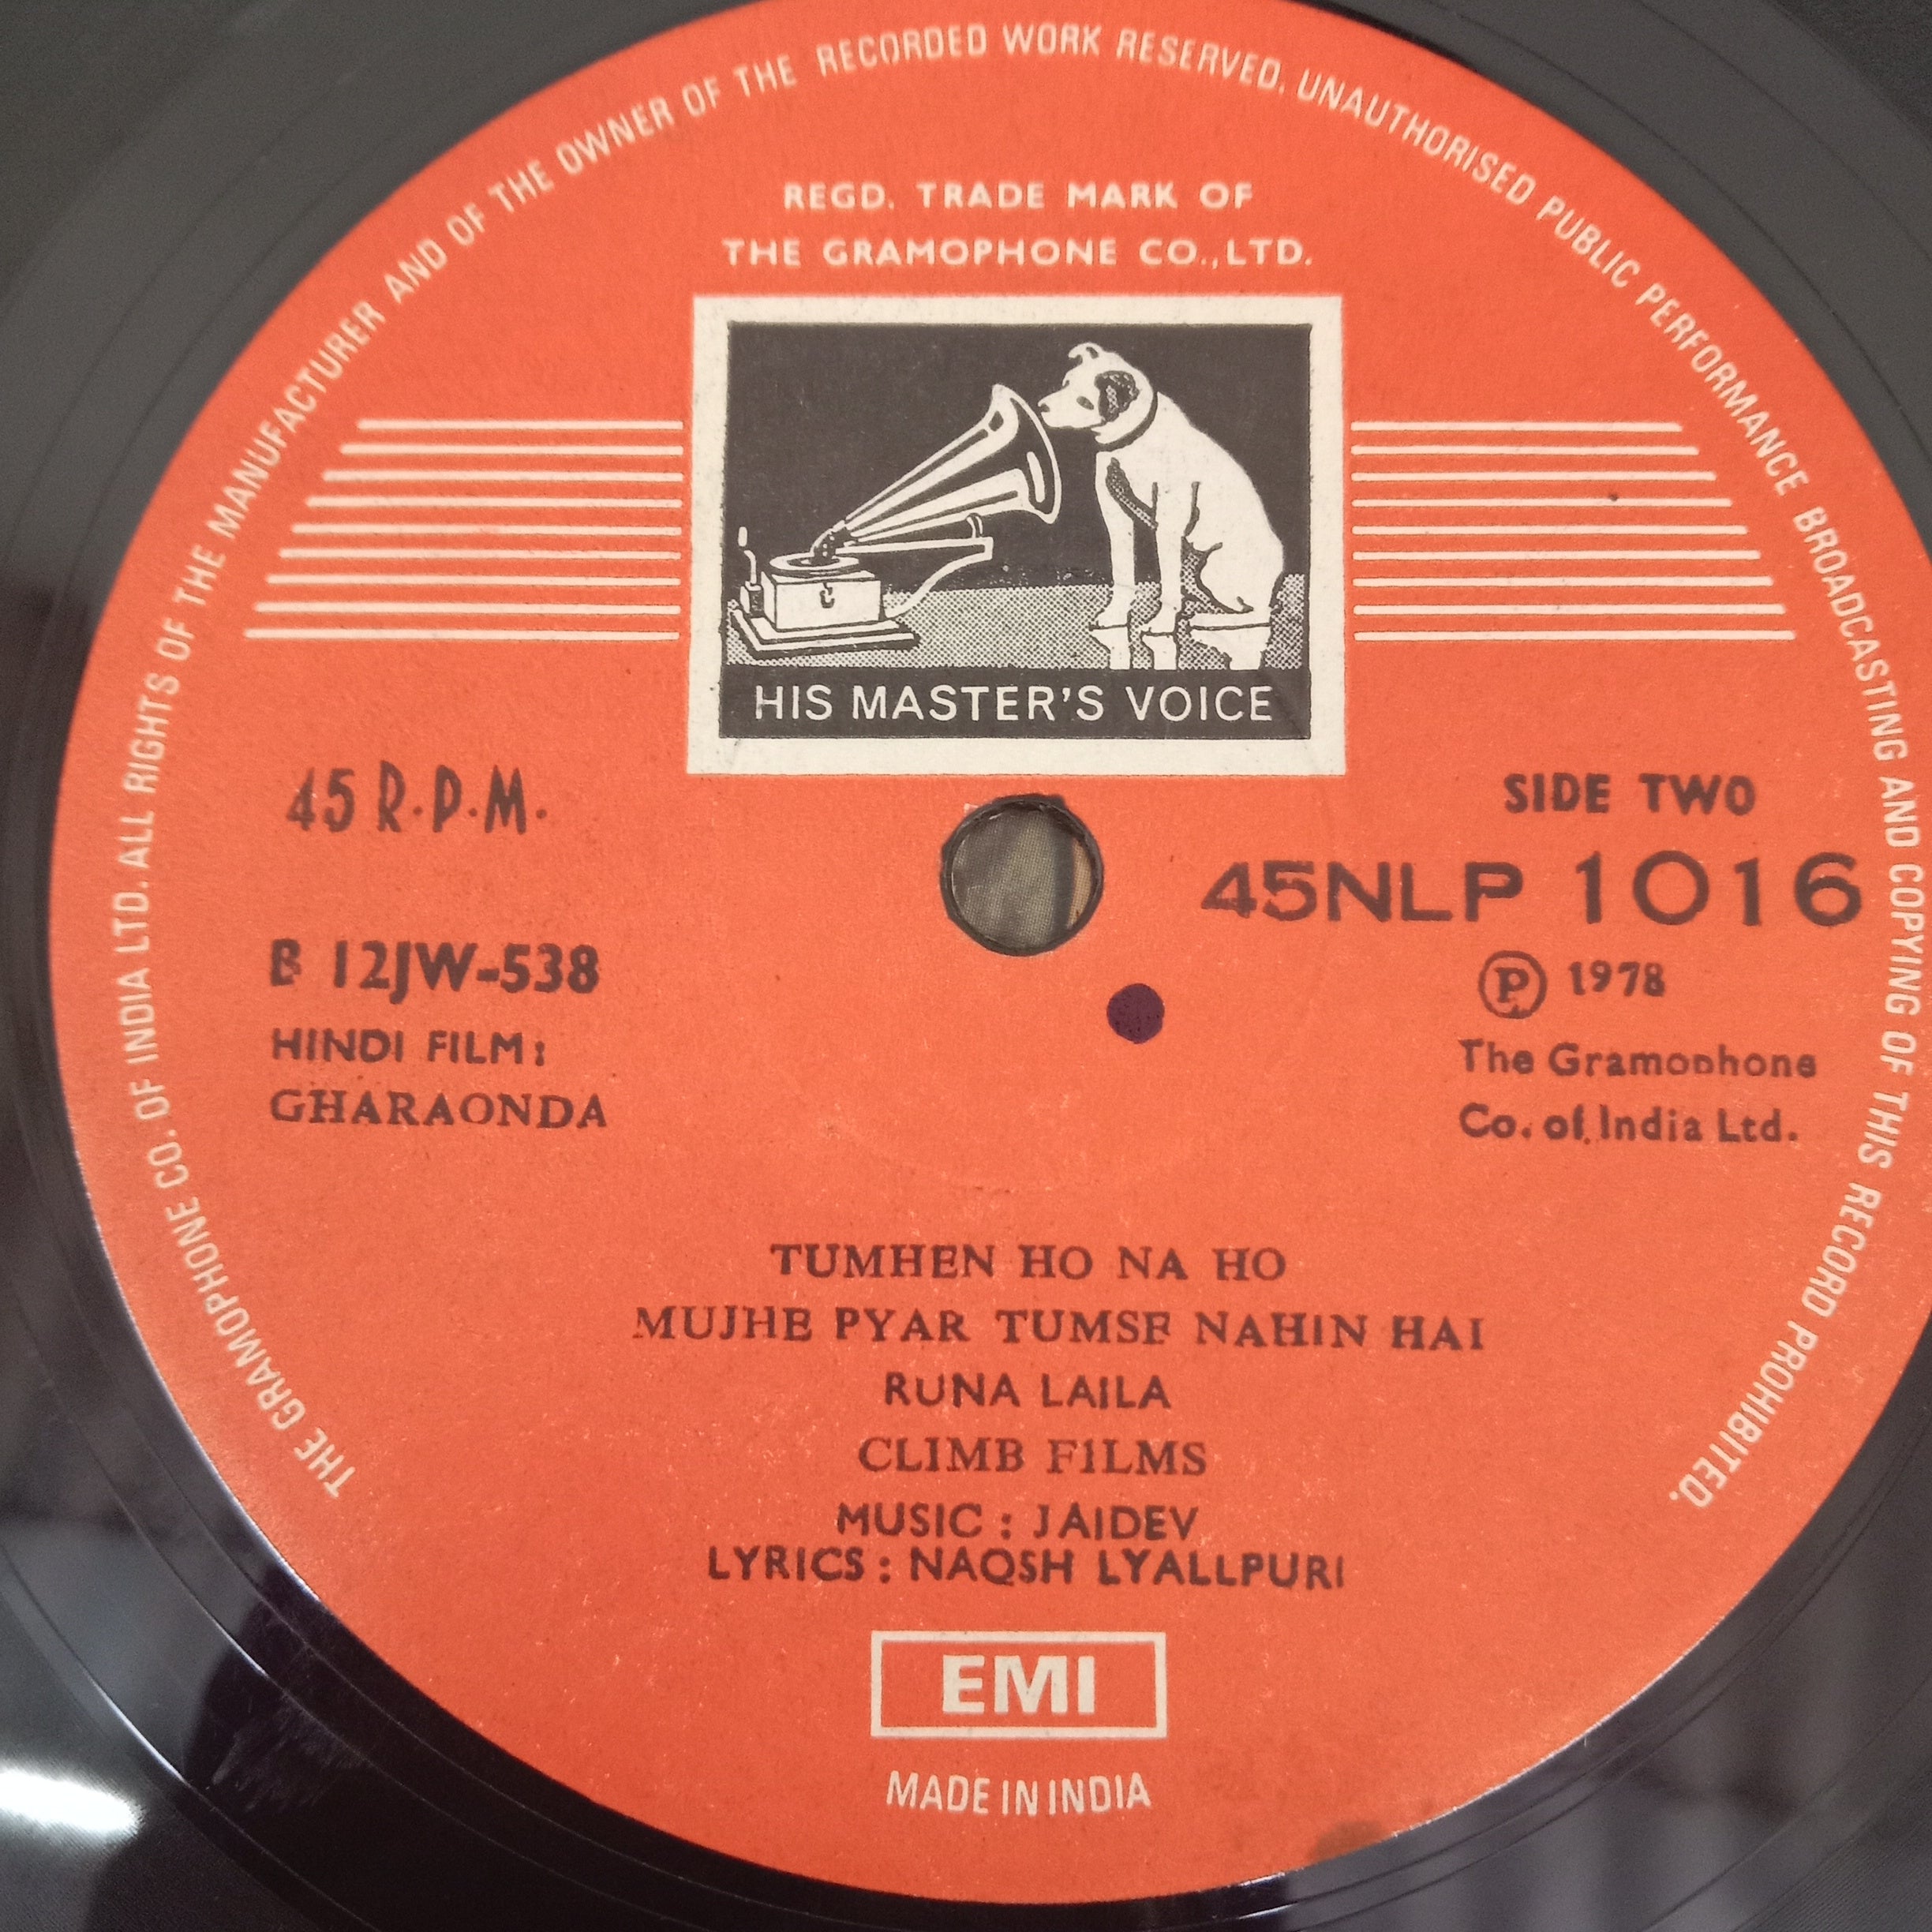 THE GRAMOPHONE CO. OF INDIA LTD. ALL RIGHTS OF THE MANUFACTURER AND OF THE OWNER OF THE RECORDED WORK RESERVED. UNAUTHORISED PUBLIC PERFORMANCE BROADCASTING AND COPYING OF THIS RECORD PROHIBITED.
REGD. TRADE MARK OF
THE GRAMOPHONE CO.,LTD.
HIS MASTER'S VOICE
45 R.P.M.
SIDE TWO
45NLP 1016
B 12JW-538
℗ 1978
HINDI FILM:
The Gramophone
GHARAONDA
Co. of India Ltd.
TUMHEN HO NA HO
MUJHE PYAR TUMSE NAHIN HAI
RUNA LAILA
CLIMB FILMS
MUSIC : JAIDEV
LYRICS : NAQSH LYALLPURI
EMI
MADE IN INDIA